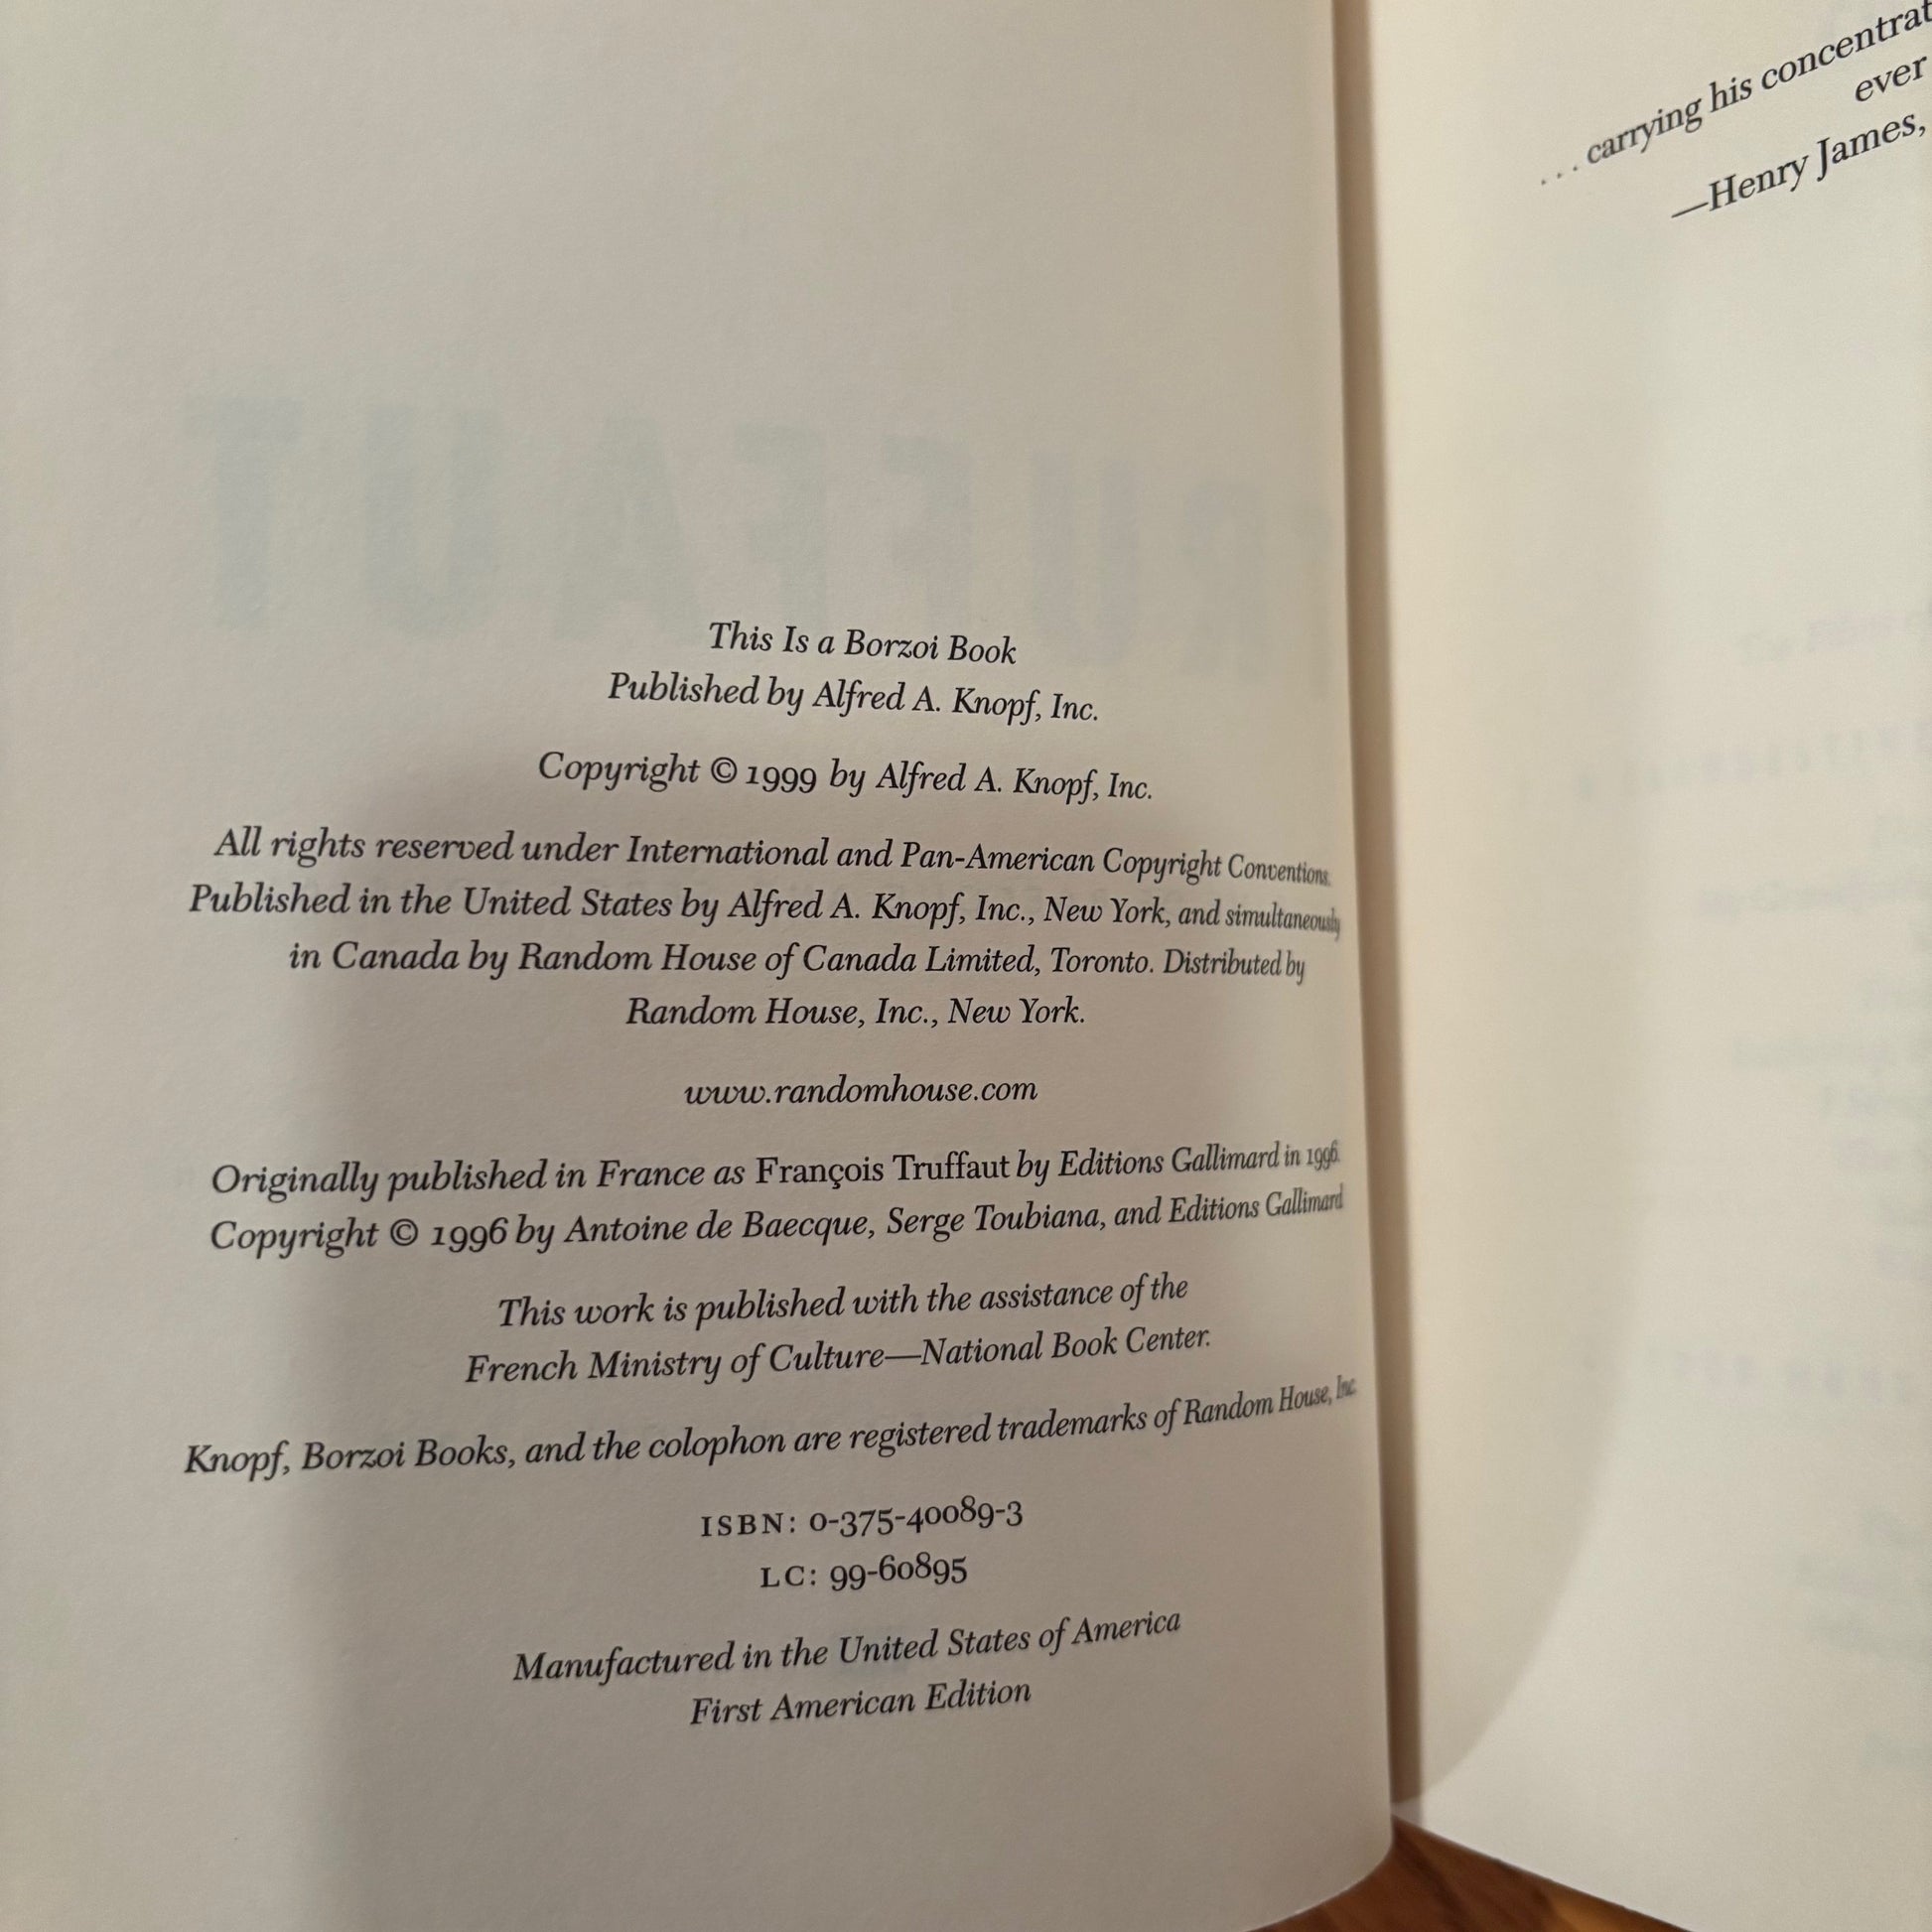 This Is a Borzoi Book
Published by Alfred A. Knopf, Inc.
Copyright © 1999 by Alfred A. Knopf, Inc.
All rights reserved under International and Pan-American Copyright Conventions.
Published in the United States by Alfred A. Knopf, Inc., New York, and simultaneously
in Canada by Random House of Canada Limited, Toronto. Distributed by
Random House, Inc., New York.
www.randomhouse.com
Originally published in France as François Truffaut by Editions Gallimard in 1996.
Copyright © 1996 by Antoine de Baecque, Serge Toubiana, and Editions Gallimard
This work is published with the assistance of the
French Ministry of Culture—National Book Center.
Knopf, Borzoi Books, and the colophon are registered trademarks of Random House, Inc.
ISBN: 0-375-40089-3
LC: 99-60895
Manufactured in the United States of America
First American Edition
. . . carrying his concentrat
ever
—Henry James,